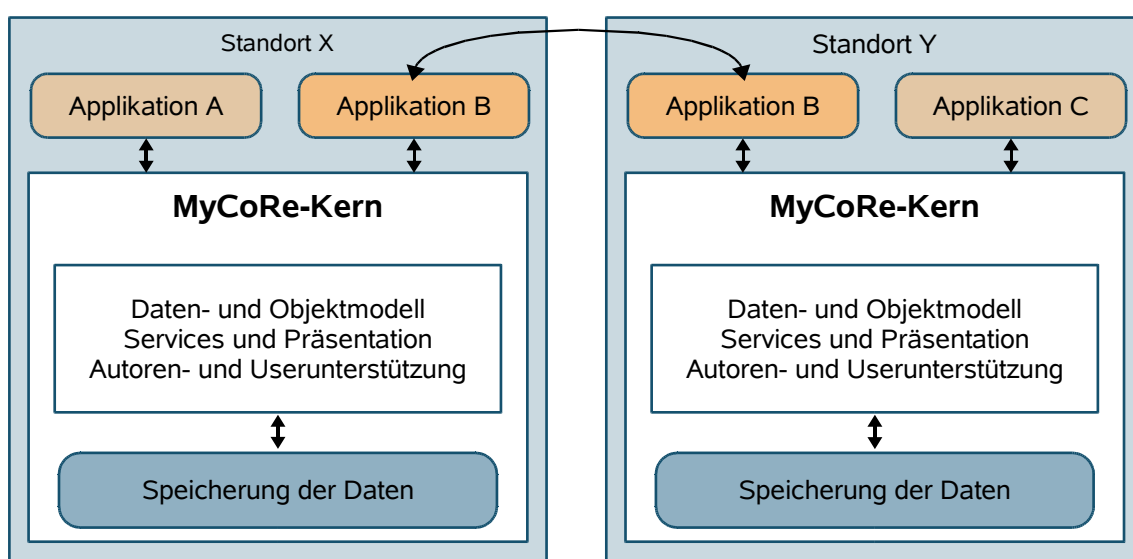 Standort X
Applikation A
Applikation B
MyCoRe-Kern
Daten- und Objektmodell
Services und Präsentation
Autoren- und Userunterstützung
Speicherung der Daten
Standort Y
Applikation B
Applikation C
MyCoRe-Kern
Daten- und Objektmodell
Services und Präsentation
Autoren- und Userunterstützung
Speicherung der Daten